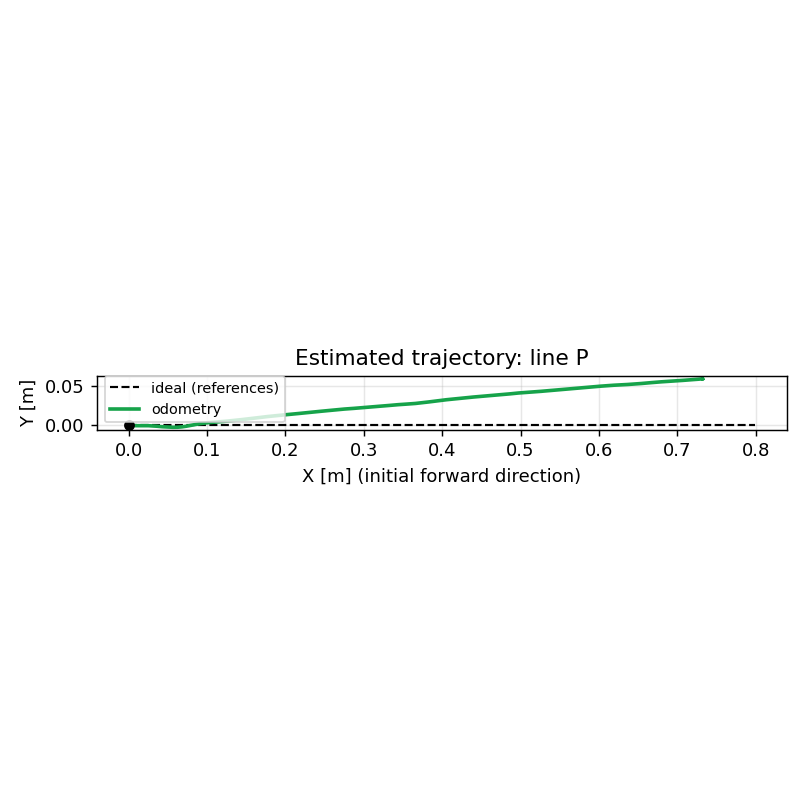 Estimated trajectory: line P
Y [m]
0.05
0.00
ideal (references)
odometry
0.0 0.1 0.2 0.3 0.4 0.5 0.6 0.7 0.8
X [m] (initial forward direction)